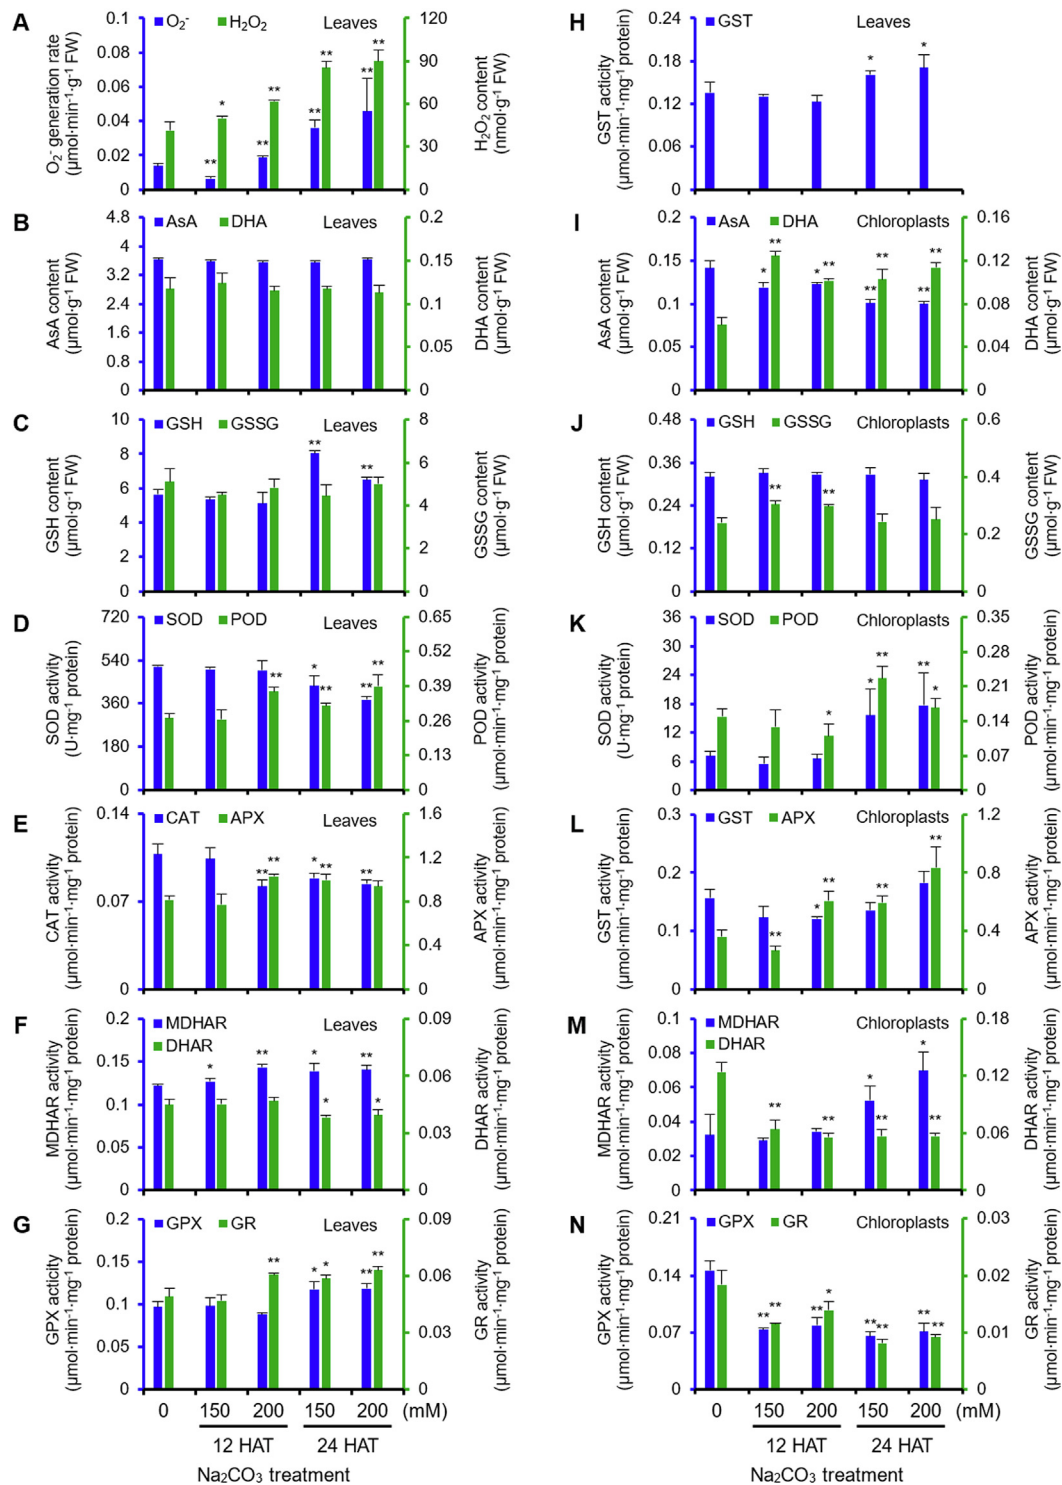 A
O₂⁻ H₂O₂ Leaves
O₂⁻ generation rate
(µmol·min⁻¹·g⁻¹ FW)
0.1
0.08
0.06
0.04
0.02
0
120
90
60
30
0
H₂O₂ content
(nmol·g⁻¹ FW)
** * ** ** ** ** ** **
B
AsA DHA Leaves
AsA content
(µmol·g⁻¹ FW)
4.8
4
3.2
2.4
1.6
0.8
0
0.2
0.15
0.1
0.05
0
DHA content
(µmol·g⁻¹ FW)
C
GSH GSSG Leaves
GSH content
(µmol·g⁻¹ FW)
10
8
6
4
2
0
8
6
4
2
0
GSSG content
(µmol·g⁻¹ FW)
** **
D
SOD POD Leaves
SOD activity
(U·mg⁻¹ protein)
720
540
360
180
0
0.65
0.52
0.39
0.26
0.13
0
POD activity
(µmol·min⁻¹·mg⁻¹ protein)
** * ** ** **
E
CAT APX Leaves
CAT activity
(µmol·min⁻¹·mg⁻¹ protein)
0.14
0.07
0
1.6
1.2
0.8
0.4
0
APX activity
(µmol·min⁻¹·mg⁻¹ protein)
** ** * ** **
F
MDHAR Leaves
DHAR
MDHAR activity
(µmol·min⁻¹·mg⁻¹ protein)
0.2
0.15
0.1
0.05
0
0.09
0.06
0.03
0
DHAR activity
(µmol·min⁻¹·mg⁻¹ protein)
* ** * * ** *
G
GPX GR Leaves
GPX activity
(µmol·min⁻¹·mg⁻¹ protein)
0.2
0.15
0.1
0.05
0
0.09
0.06
0.03
0
GR activity
(µmol·min⁻¹·mg⁻¹ protein)
** * * ** **
0 150 200 150 200 (mM)
12 HAT 24 HAT
Na₂CO₃ treatment
H
GST Leaves
GST acticity
(µmol·min⁻¹·mg⁻¹ protein)
0.24
0.18
0.12
0.06
0
* *
I
AsA DHA Chloroplasts
AsA content
(µmol·g⁻¹ FW)
0.2
0.15
0.1
0.05
0
0.16
0.12
0.08
0.04
0
DHA content
(µmol·g⁻¹ FW)
* ** * ** ** ** ** **
J
GSH GSSG Chloroplasts
GSH content
(µmol·g⁻¹ FW)
0.48
0.36
0.24
0.12
0
0.6
0.4
0.2
0
GSSG content
(µmol·g⁻¹ FW)
** **
K
SOD POD Chloroplasts
SOD activity
(U·mg⁻¹ protein)
36
30
24
18
12
6
0
0.35
0.28
0.21
0.14
0.07
0
POD activity
(µmol·min⁻¹·mg⁻¹ protein)
* * ** ** *
L
GST APX Chloroplasts
GST activity
(µmol·min⁻¹·mg⁻¹ protein)
0.3
0.2
0.1
0
1.2
0.8
0.4
0
APX activity
(µmol·min⁻¹·mg⁻¹ protein)
** * ** ** **
M
MDHAR Chloroplasts
DHAR
MDHAR activity
(µmol·min⁻¹·mg⁻¹ protein)
0.1
0.08
0.06
0.04
0.02
0
0.18
0.12
0.06
0
DHAR activity
(µmol·min⁻¹·mg⁻¹ protein)
** ** * ** * **
N
GPX GR Chloroplasts
GPX activity
(µmol·min⁻¹·mg⁻¹ protein)
0.21
0.14
0.07
0
0.03
0.02
0.01
0
GR activity
(µmol·min⁻¹·mg⁻¹ protein)
** ** ** * ** ** ** **
0 150 200 150 200 (mM)
12 HAT 24 HAT
Na₂CO₃ treatment